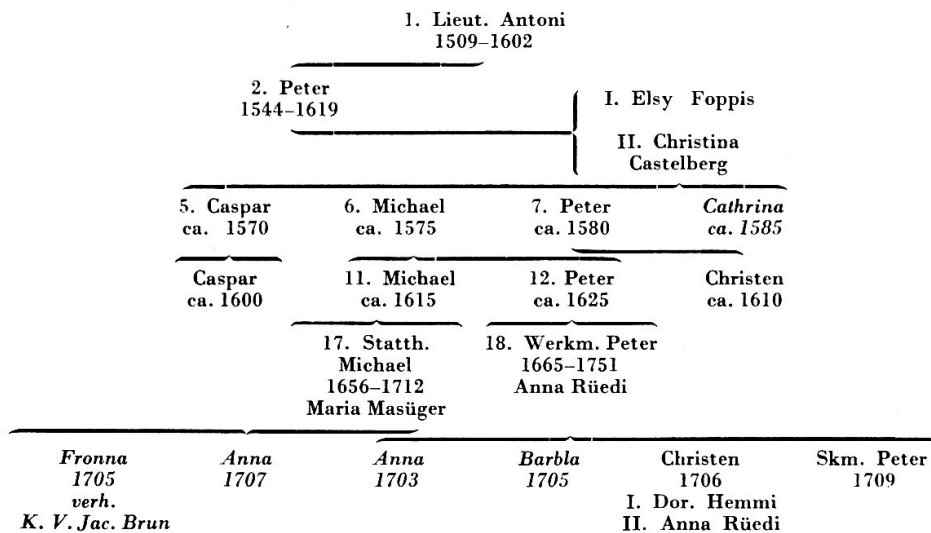 1. Lieut. Antoni
1509–1602
2. Peter
1544–1619
I. Elsy Foppis
II. Christina
Castelberg
5. Caspar 6. Michael 7. Peter Cathrina
ca. 1570 ca. 1575 ca. 1580 ca. 1585
Caspar 11. Michael 12. Peter Christen
ca. 1600 ca. 1615 ca. 1625 ca. 1610
17. Statth. 18. Werkm. Peter
Michael 1665–1751
1656–1712 Anna Rüedi
Maria Masüger
Fronna Anna Anna Barbla Christen Skm. Peter
1705 1707 1703 1705 1706 1709
verh. I. Dor. Hemmi
K. V. Jac. Brun II. Anna Rüedi